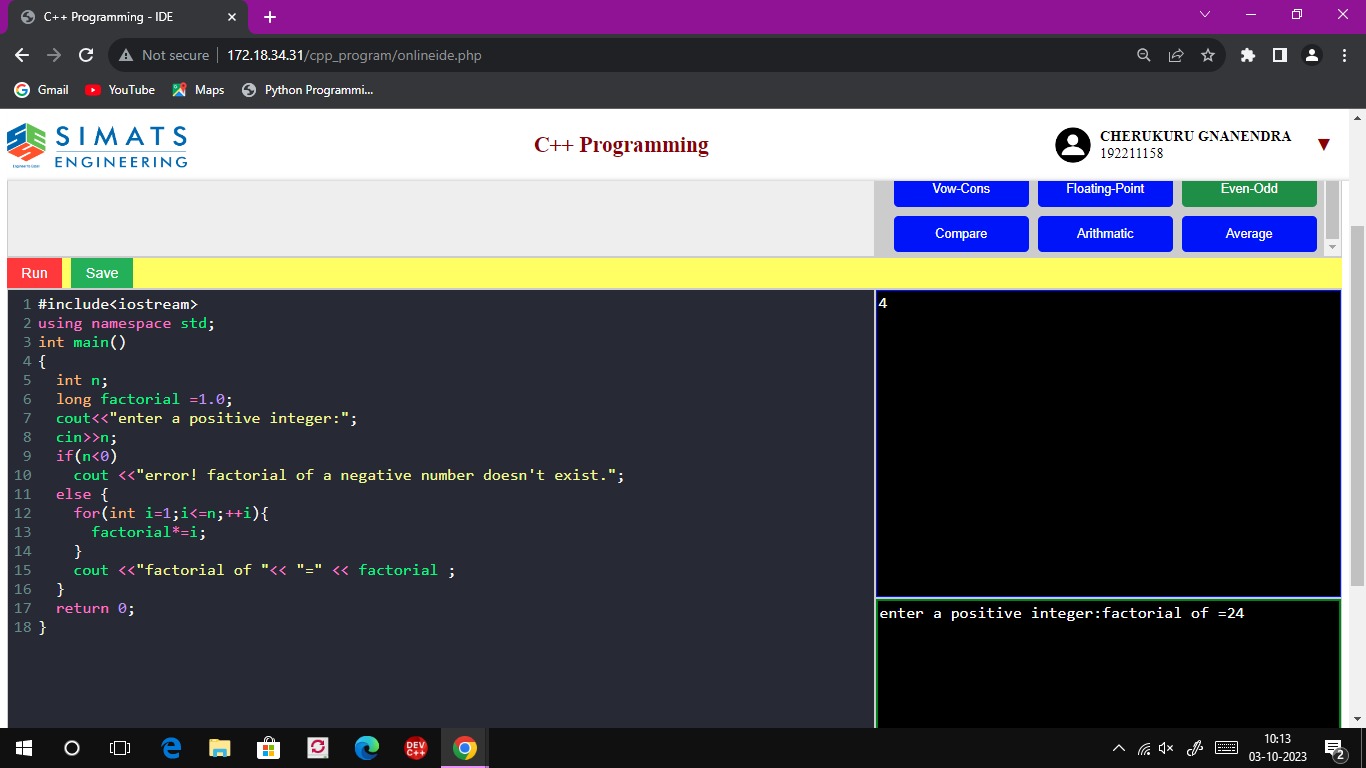 C++ Programming - IDE
Not secure 172.18.34.31/cpp_program/onlineide.php
Gmail YouTube Maps Python Programmi...
SIMATS
ENGINEERING
C++ Programming
CHERUKURU GNANENDRA
192211158
Vow-Cons Floating-Point Even-Odd
Compare Arithmatic Average
Run Save
1 #include<iostream>
2 using namespace std;
3 int main()
4 {
5   int n;
6   long factorial =1.0;
7   cout<<"enter a positive integer:";
8   cin>>n;
9   if(n<0)
10     cout <<"error! factorial of a negative number doesn't exist.";
11   else {
12     for(int i=1;i<=n;++i){
13       factorial*=i;
14     }
15     cout <<"factorial of "<< "=" << factorial ;
16   }
17   return 0;
18 }
4
enter a positive integer:factorial of =24
DEV
C++
10:13
03-10-2023
2